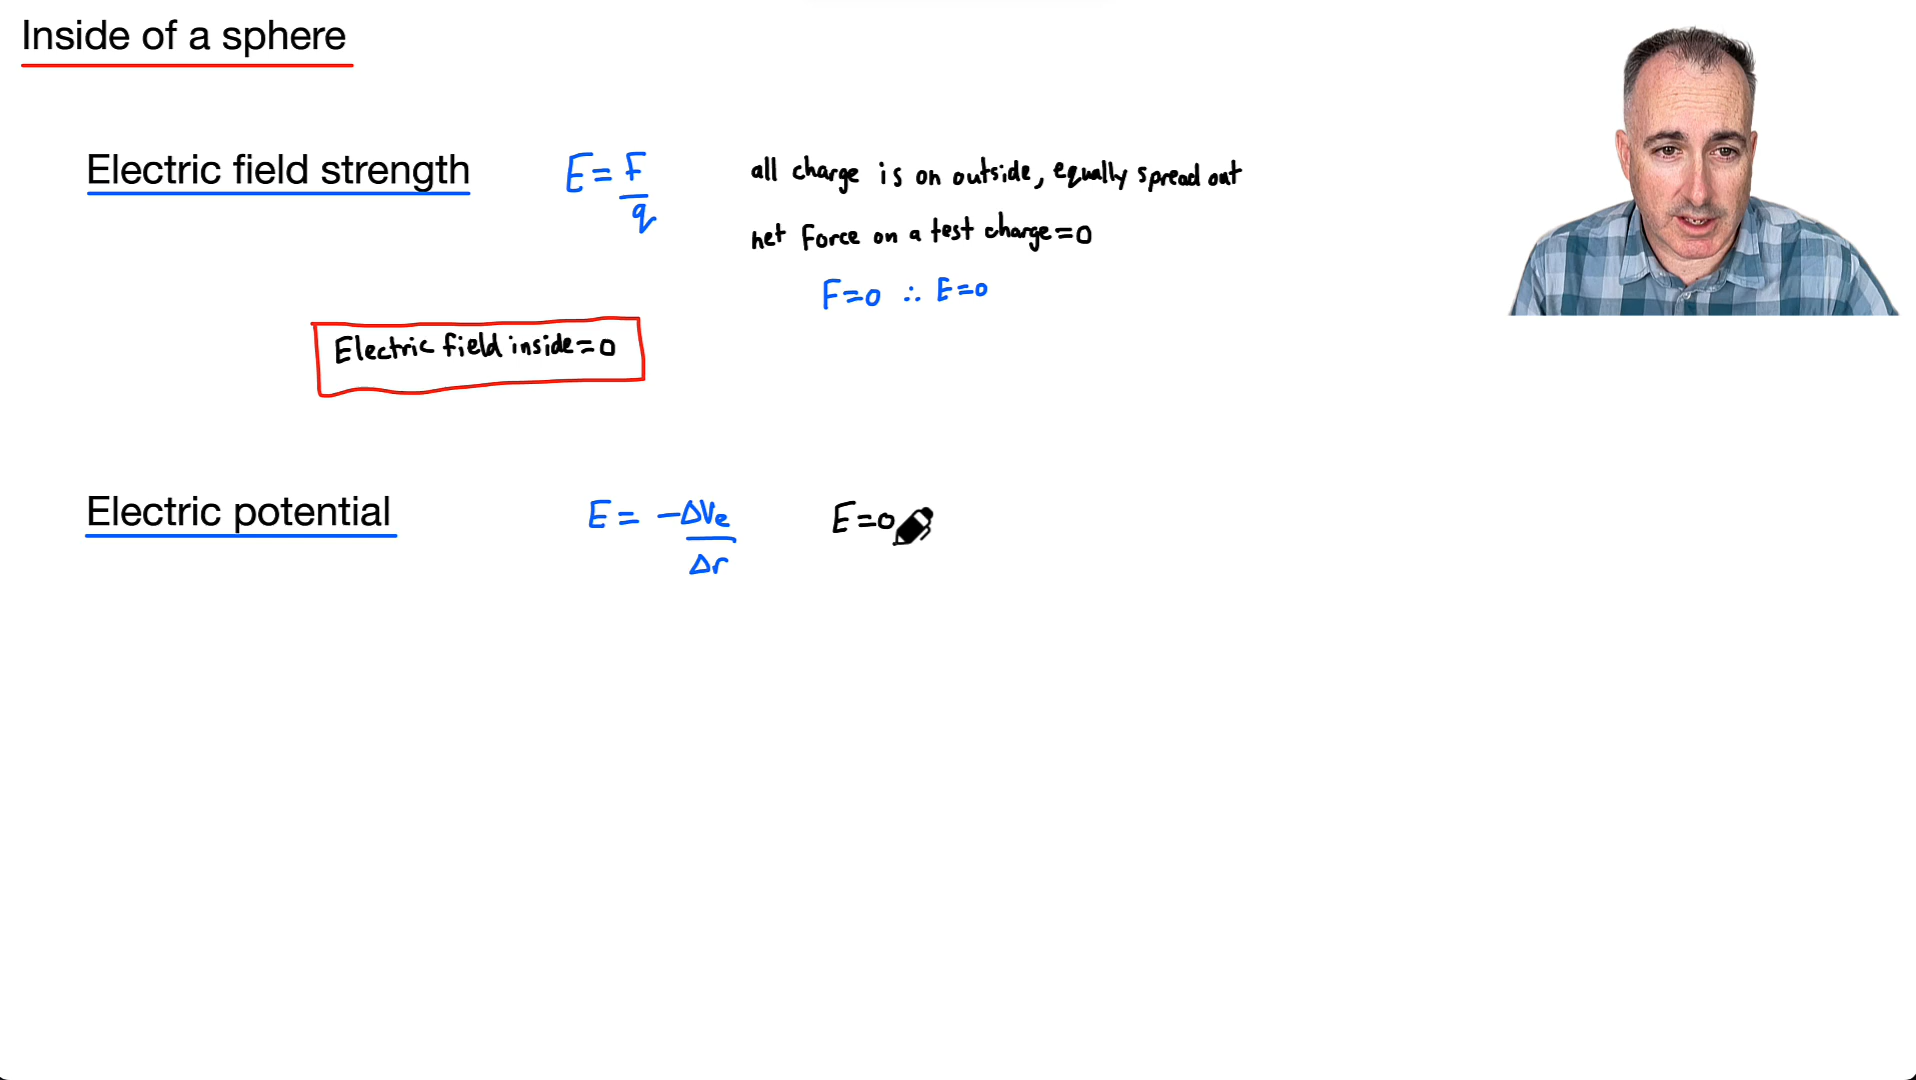 Inside of a sphere
Electric field strength
E = F/q
all charge is on outside, equally spread out
net Force on a test charge = 0
F=0 ∴ E=0
Electric field inside = 0
Electric potential
E = -ΔVe/Δr
E=0